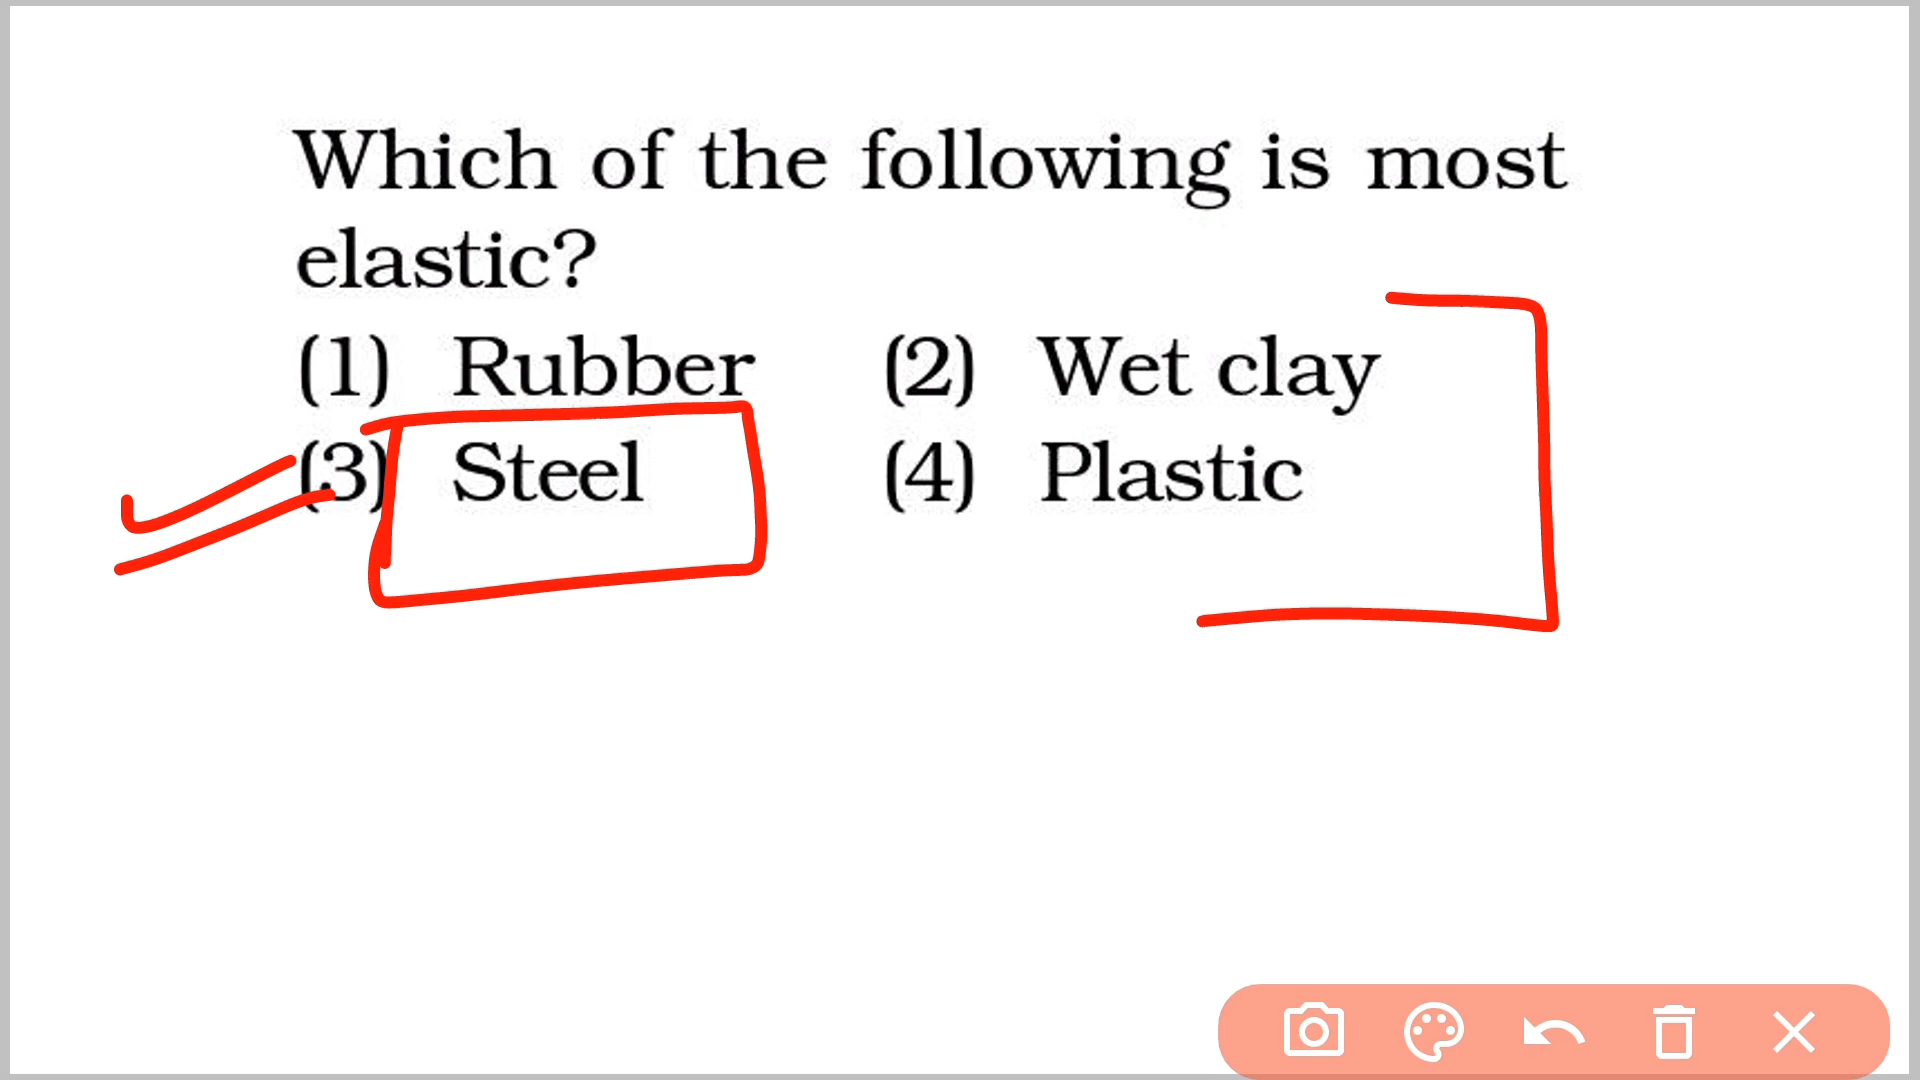 Which of the following is most
elastic?
(1) Rubber (2) Wet clay
(3) Steel (4) Plastic